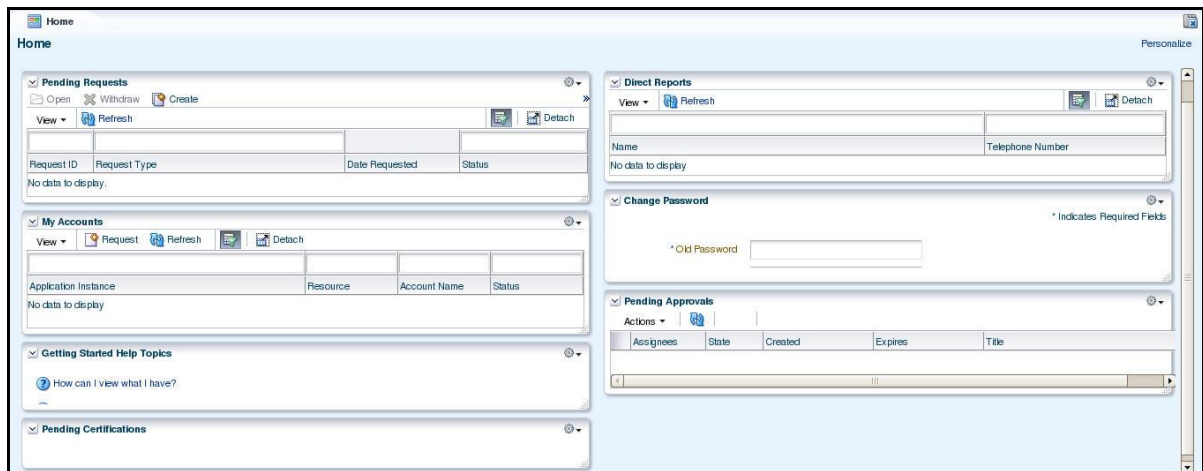 Home
Home
Personalize
Pending Requests
Open Withdraw Create »
View Refresh Detach
Request ID Request Type Date Requested Status
No data to display.
My Accounts
View Request Refresh Detach
Application Instance Resource Account Name Status
No data to display
Getting Started Help Topics
How can I view what I have?
Pending Certifications
Direct Reports
View Refresh Detach
Name Telephone Number
No data to display
Change Password
* Indicates Required Fields
* Old Password
Pending Approvals
Actions
Assignees State Created Expires Title